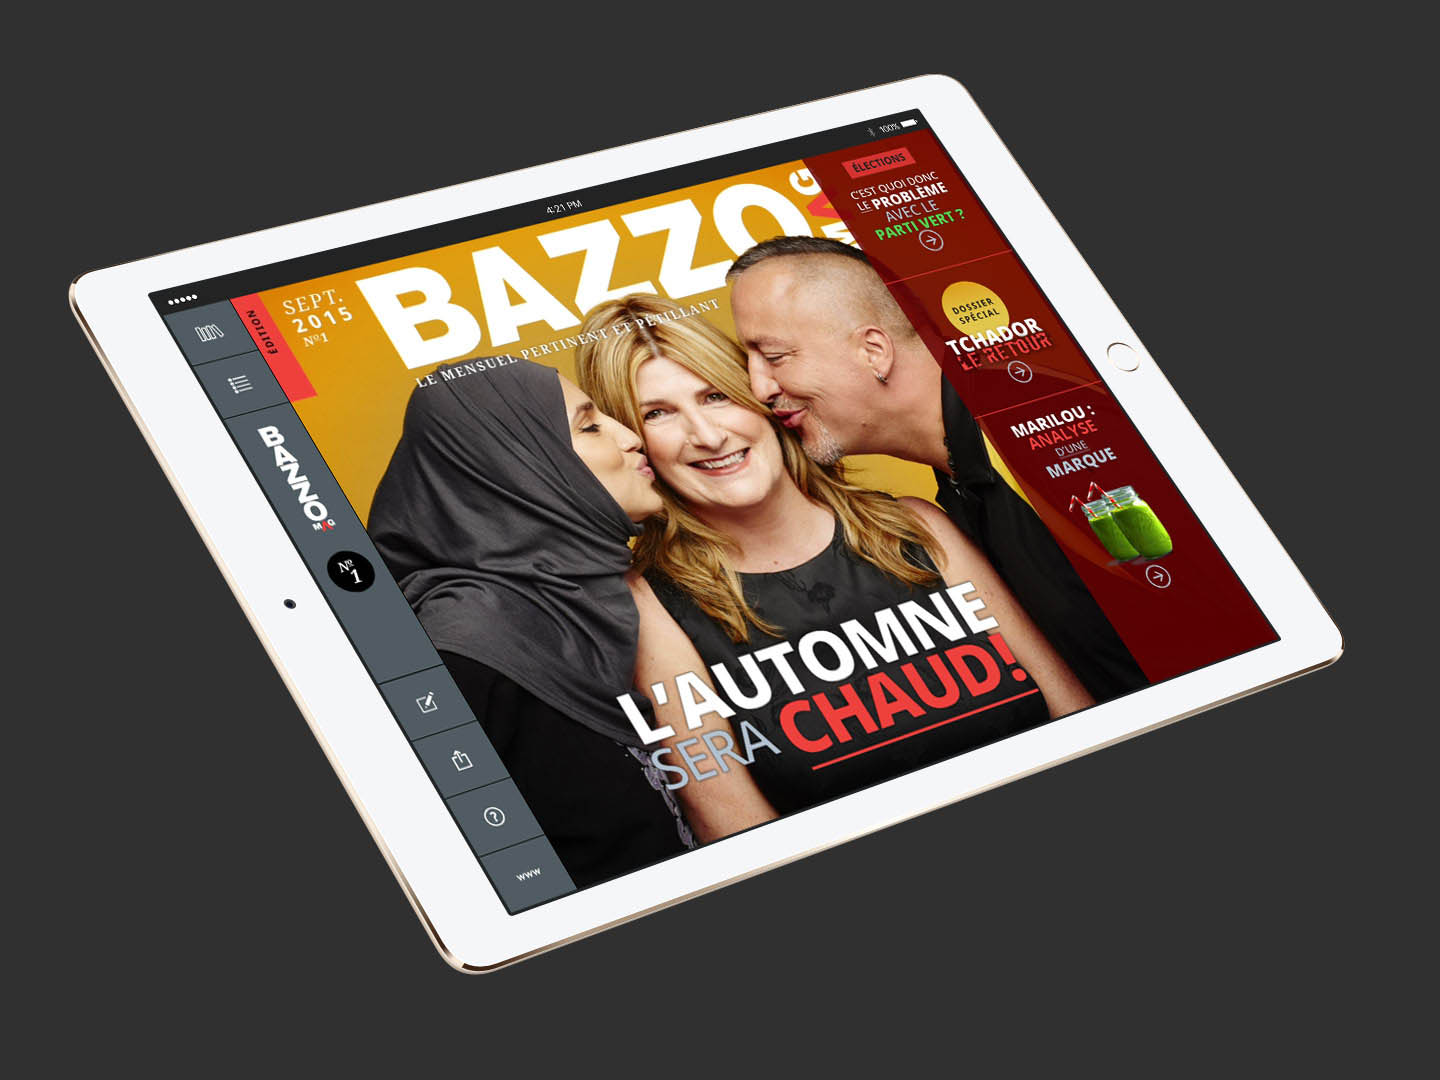 4:21 PM
100%
ÉDITION
SEPT.
2015
Nº1
BAZZO
MAG
LE MENSUEL PERTINENT ET PÉTILLANT
BAZZO
MAG
Nº
1
www
L'AUTOMNE
SERA CHAUD!
ÉLECTIONS
C'EST QUOI DONC
LE PROBLÈME
AVEC LE
PARTI VERT ?
DOSSIER
SPÉCIAL
TCHADOR
LE RETOUR
MARILOU :
ANALYSE
D'UNE
MARQUE